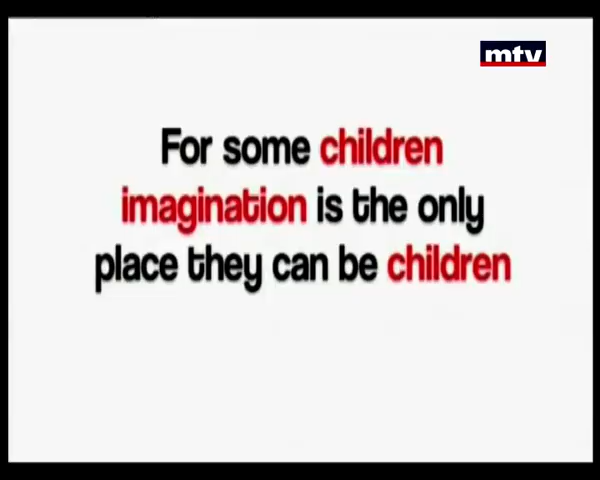 mtv
For some children
imagination is the only
place they can be children